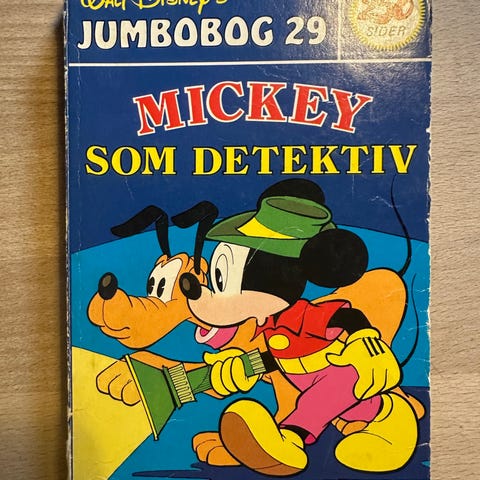 WALT DISNEY'S
JUMBOBOG 29
250
SIDER
MICKEY
SOM DETEKTIV